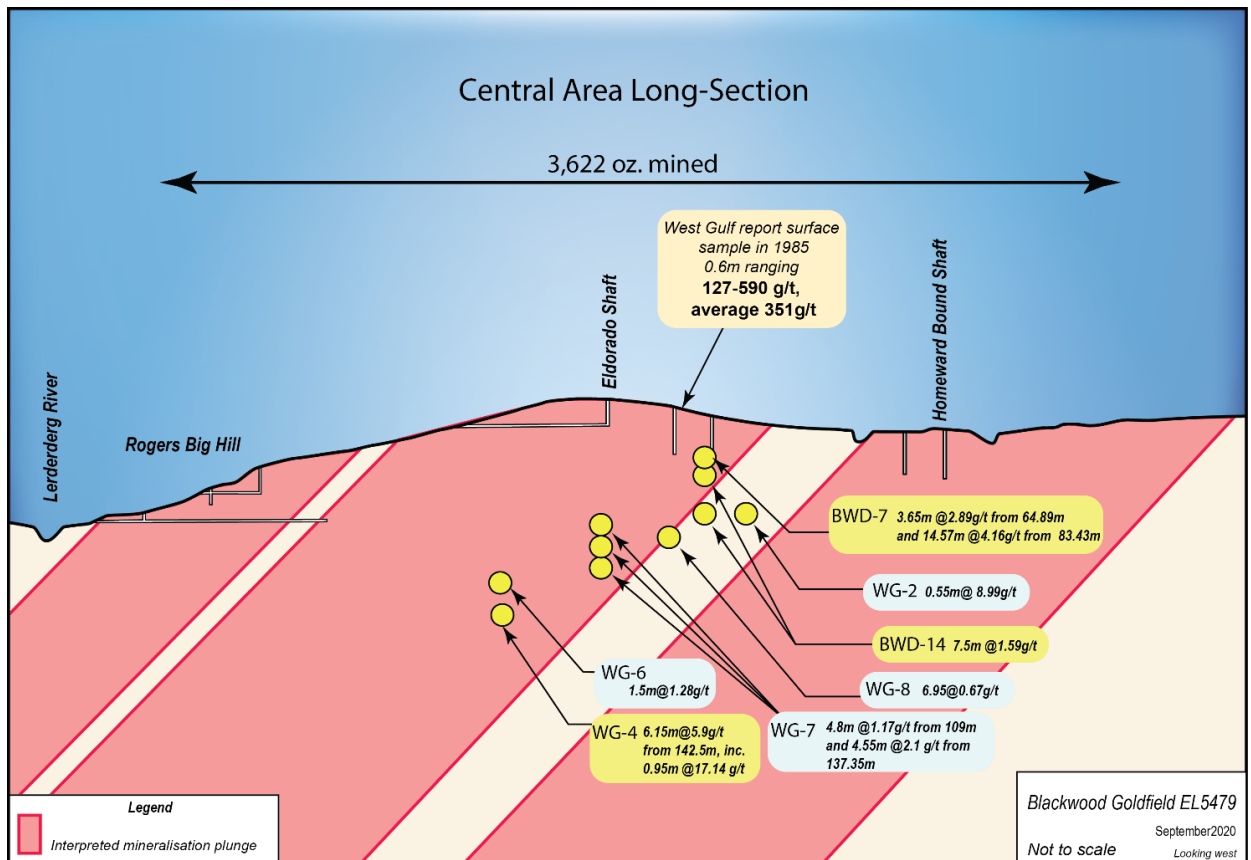 Central Area Long-Section
3,622 oz. mined
West Gulf report surface
sample in 1985
0.6m ranging
127-590 g/t,
average 351g/t
Lerderderg River
Rogers Big Hill
Eldorado Shaft
Homeward Bound Shaft
BWD-7 3.65m @2.89g/t from 64.89m
and 14.57m @4.16g/t from 83.43m
WG-2 0.55m@ 8.99g/t
BWD-14 7.5m @1.59g/t
WG-6
1.5m@1.28g/t
WG-8 6.95@0.67g/t
WG-4 6.15m@5.9g/t
from 142.5m, inc.
0.95m @17.14 g/t
WG-7 4.8m @1.17g/t from 109m
and 4.55m @2.1 g/t from
137.35m
Legend
Interpreted mineralisation plunge
Blackwood Goldfield EL5479
September2020
Not to scale
Looking west